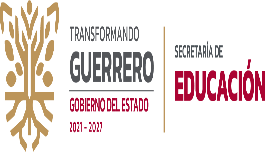 TRANSFORMANDO
GUERRERO
GOBIERNO DEL ESTADO
2021 - 2027
SECRETARÍA DE
EDUCACIÓN